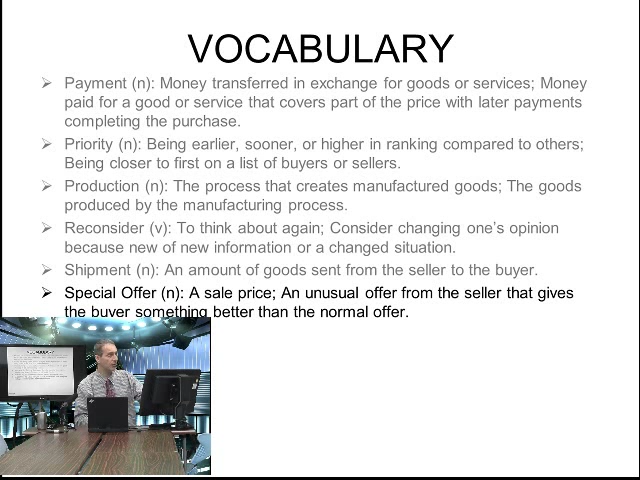 VOCABULARY
Payment (n): Money transferred in exchange for goods or services; Money
paid for a good or service that covers part of the price with later payments
completing the purchase.
Priority (n): Being earlier, sooner, or higher in ranking compared to others;
Being closer to first on a list of buyers or sellers.
Production (n): The process that creates manufactured goods; The goods
produced by the manufacturing process.
Reconsider (v): To think about again; Consider changing one's opinion
because new of new information or a changed situation.
Shipment (n): An amount of goods sent from the seller to the buyer.
Special Offer (n): A sale price; An unusual offer from the seller that gives
the buyer something better than the normal offer.
VOCABULARY